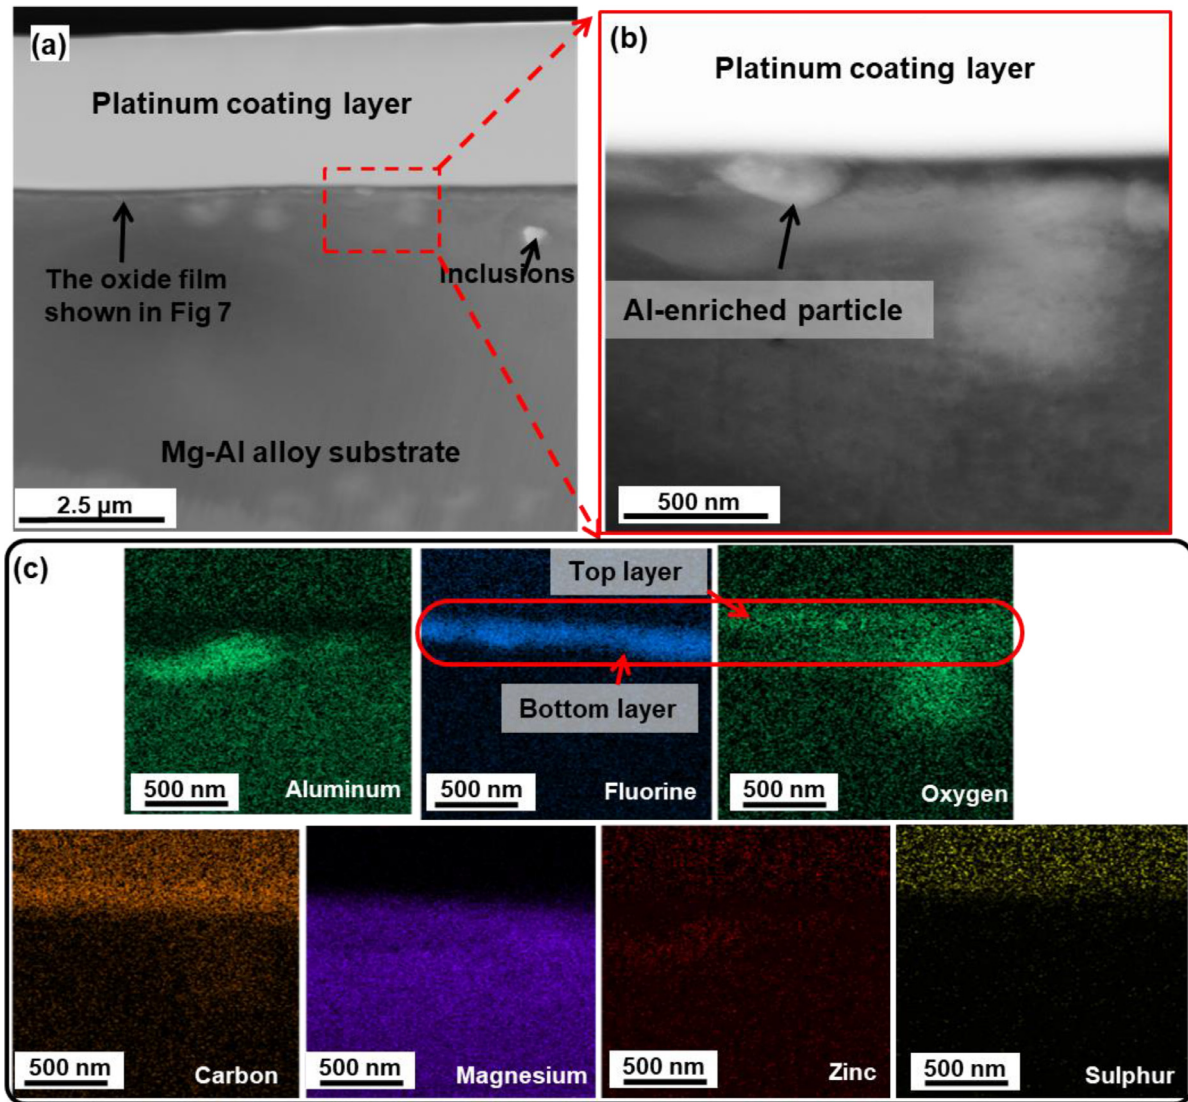 (a)
Platinum coating layer
The oxide film
shown in Fig 7
Inclusions
Mg-Al alloy substrate
2.5 µm
(b)
Platinum coating layer
Al-enriched particle
500 nm
(c)
Top layer
Bottom layer
500 nm
Aluminum
500 nm
Fluorine
500 nm
Oxygen
500 nm
Carbon
500 nm
Magnesium
500 nm
Zinc
500 nm
Sulphur